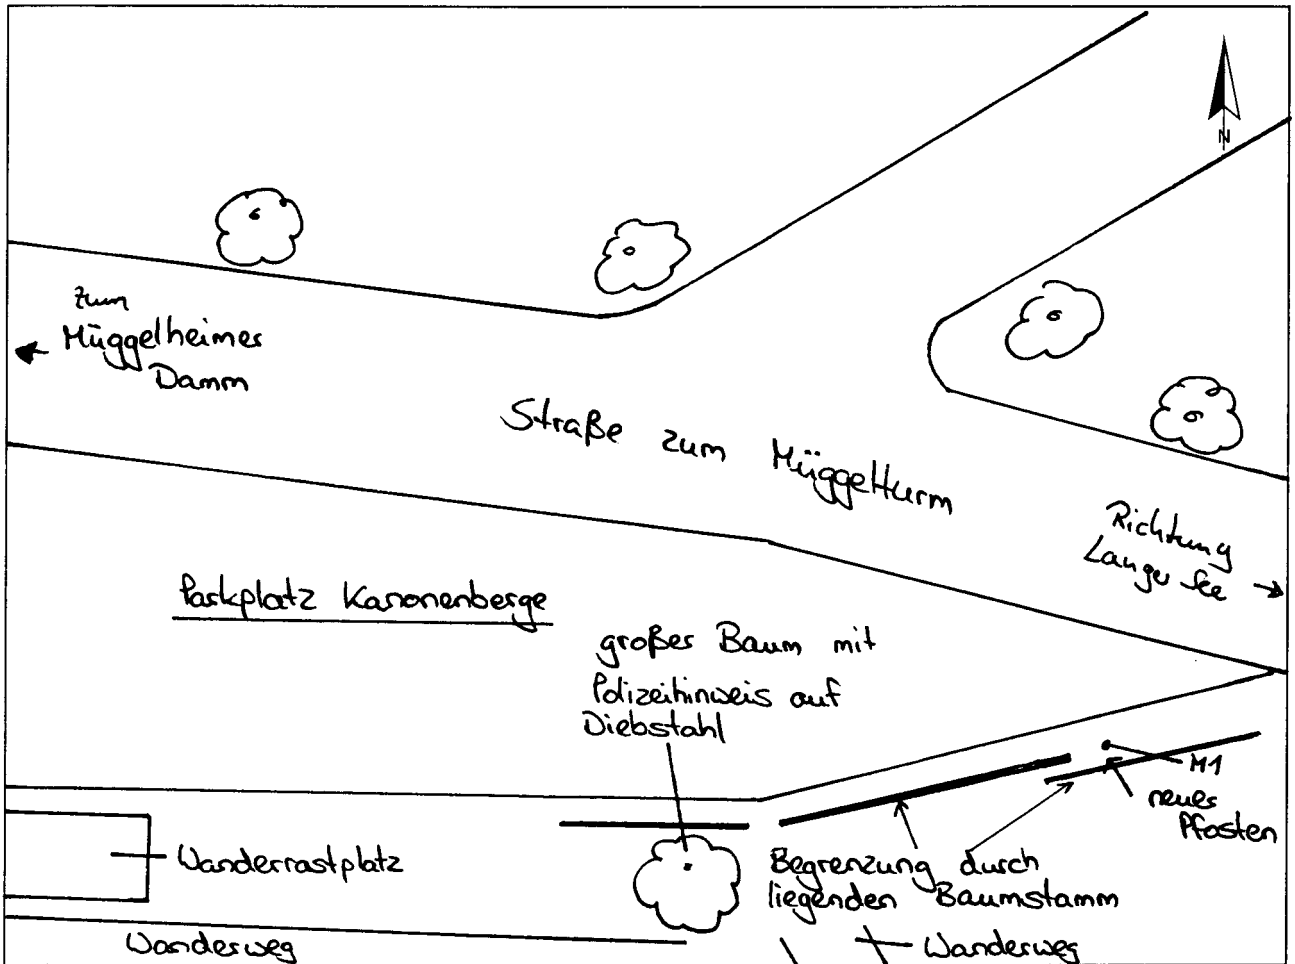 N
zum
Müggelheimer
Damm
Straße zum Müggelturm
Richtung
Langer See
Parkplatz Kanonenberge
großer Baum mit
Polizeihinweis auf
Diebstahl
M1
neuer
Pfosten
Wanderrastplatz
Begrenzung durch
liegenden Baumstamm
Wanderweg
Wanderweg